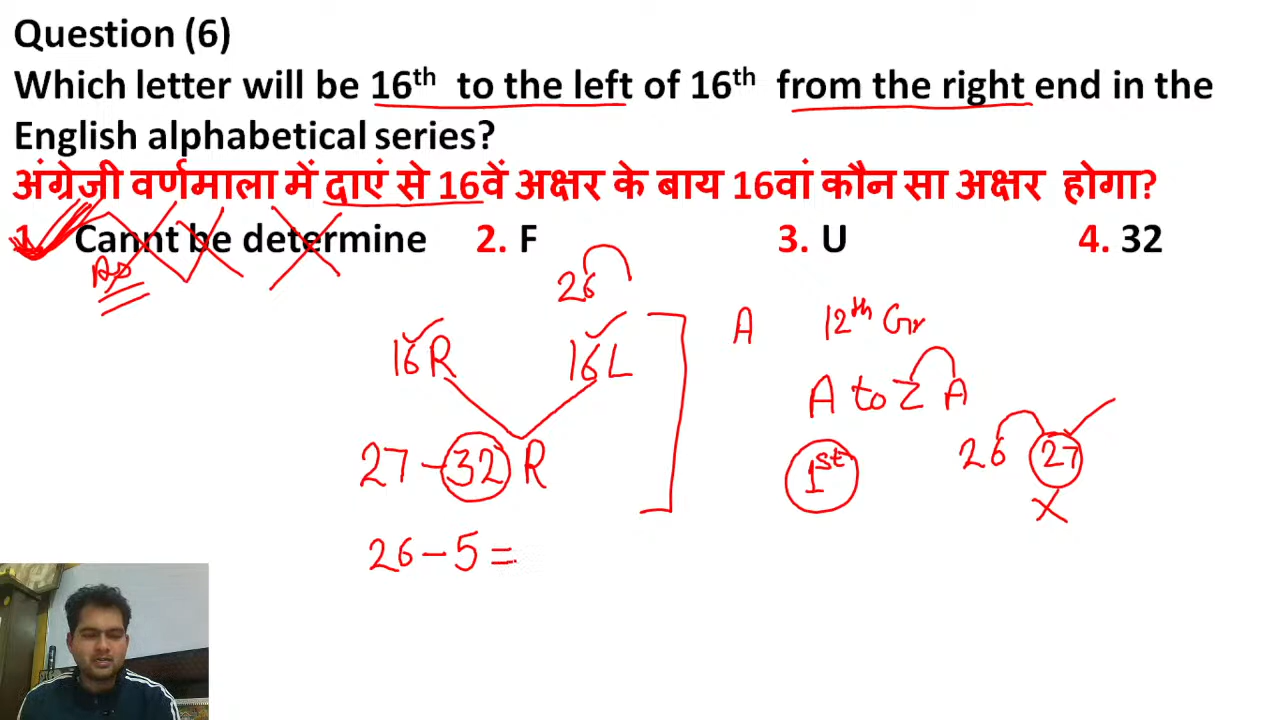 Question (6)
Which letter will be 16th to the left of 16th from the right end in the
English alphabetical series?
अंग्रेजी वर्णमाला में दाएं से 16वें अक्षर के बाय 16वां कौन सा अक्षर होगा?
1. Cannt be determine 2. F 3. U 4. 32
26
16R 16L A 12th
A to Z A
27 - 32 R 1st 26 27
26 - 5 =